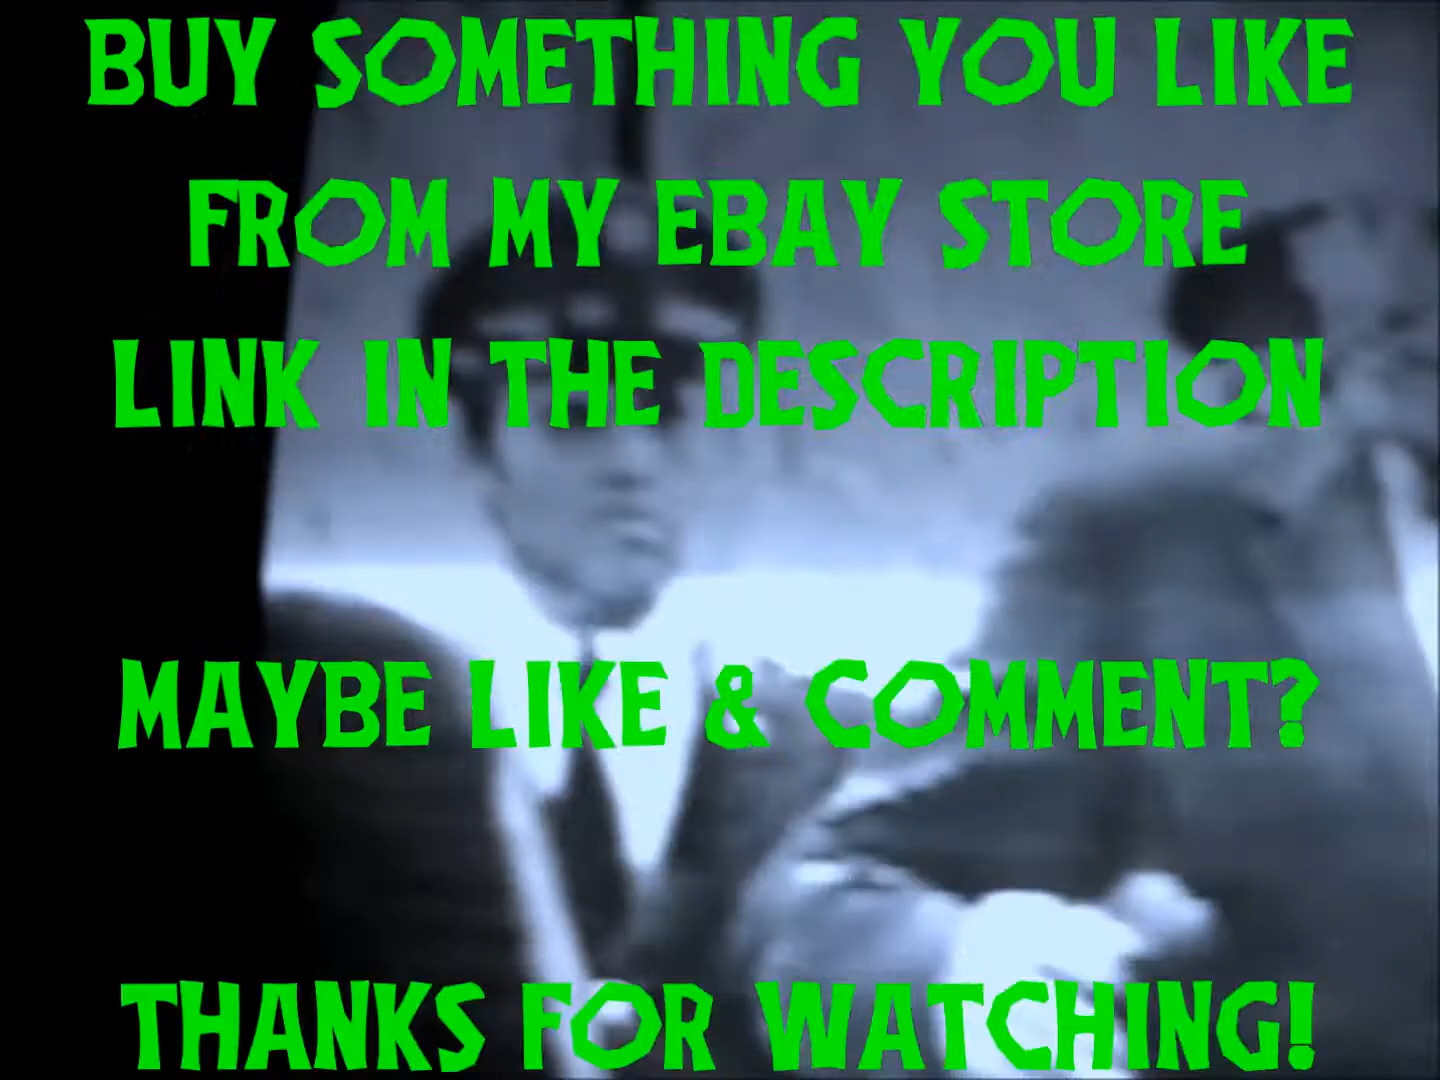 BUY SOMETHING YOU LIKE
FROM MY EBAY STORE
LINK IN THE DESCRIPTION
MAYBE LIKE & COMMENT?
THANKS FOR WATCHING!